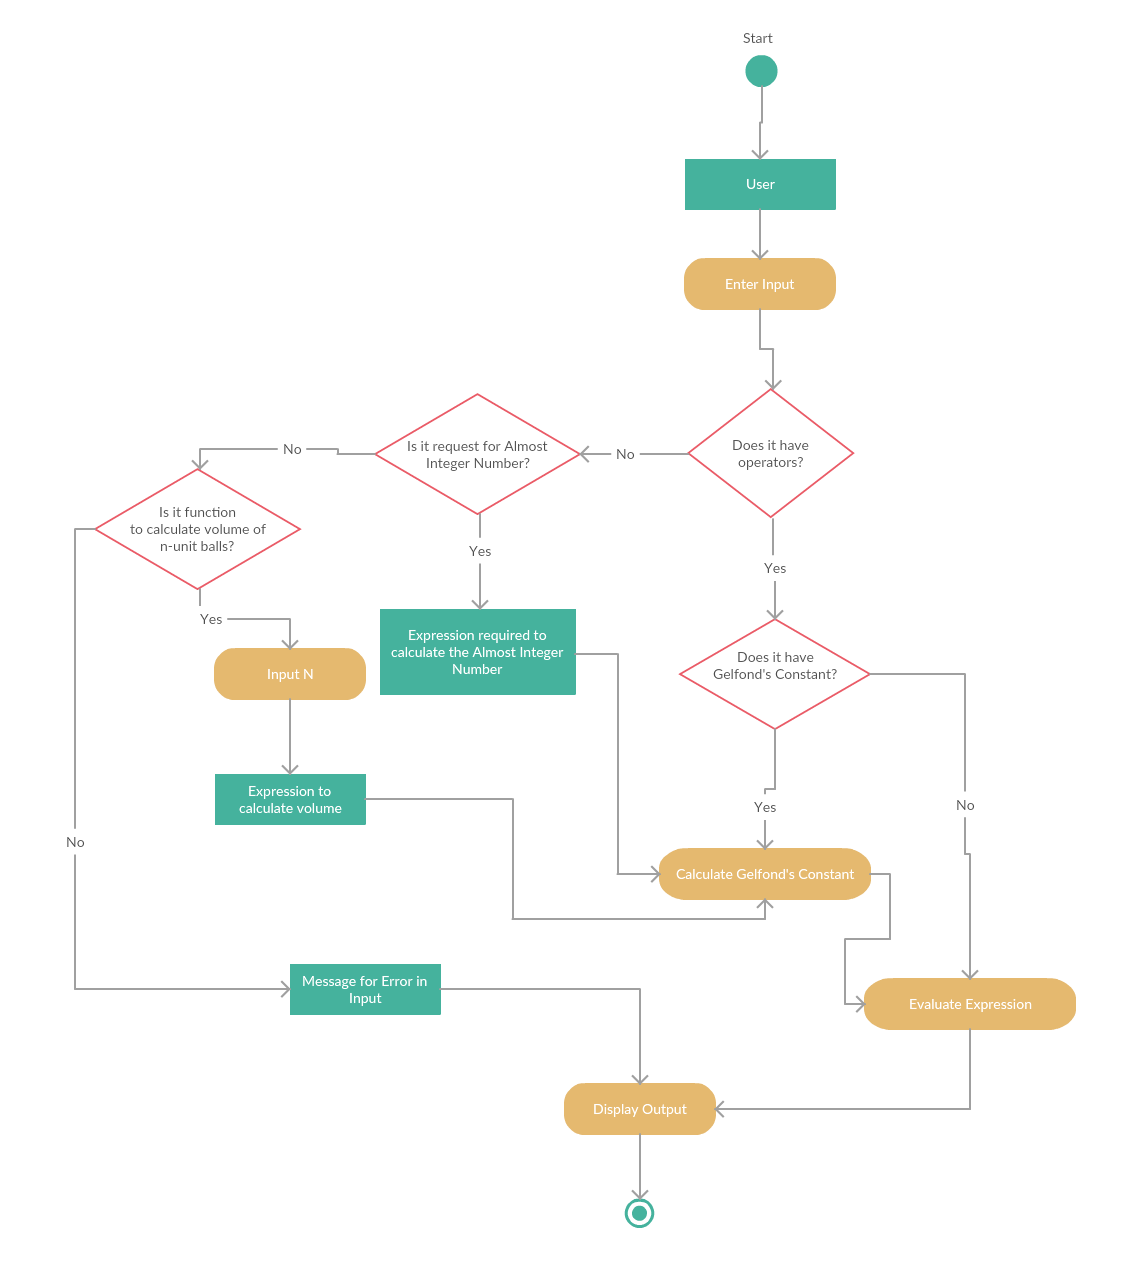 Start
User
Enter Input
Does it have
operators?
No
Is it request for Almost
Integer Number?
No
Is it function
to calculate volume of
n-unit balls?
Yes
Yes
Yes
Input N
Expression required to
calculate the Almost Integer
Number
Does it have
Gelfond's Constant?
Expression to
calculate volume
Yes
No
No
Calculate Gelfond's Constant
Message for Error in
Input
Evaluate Expression
Display Output